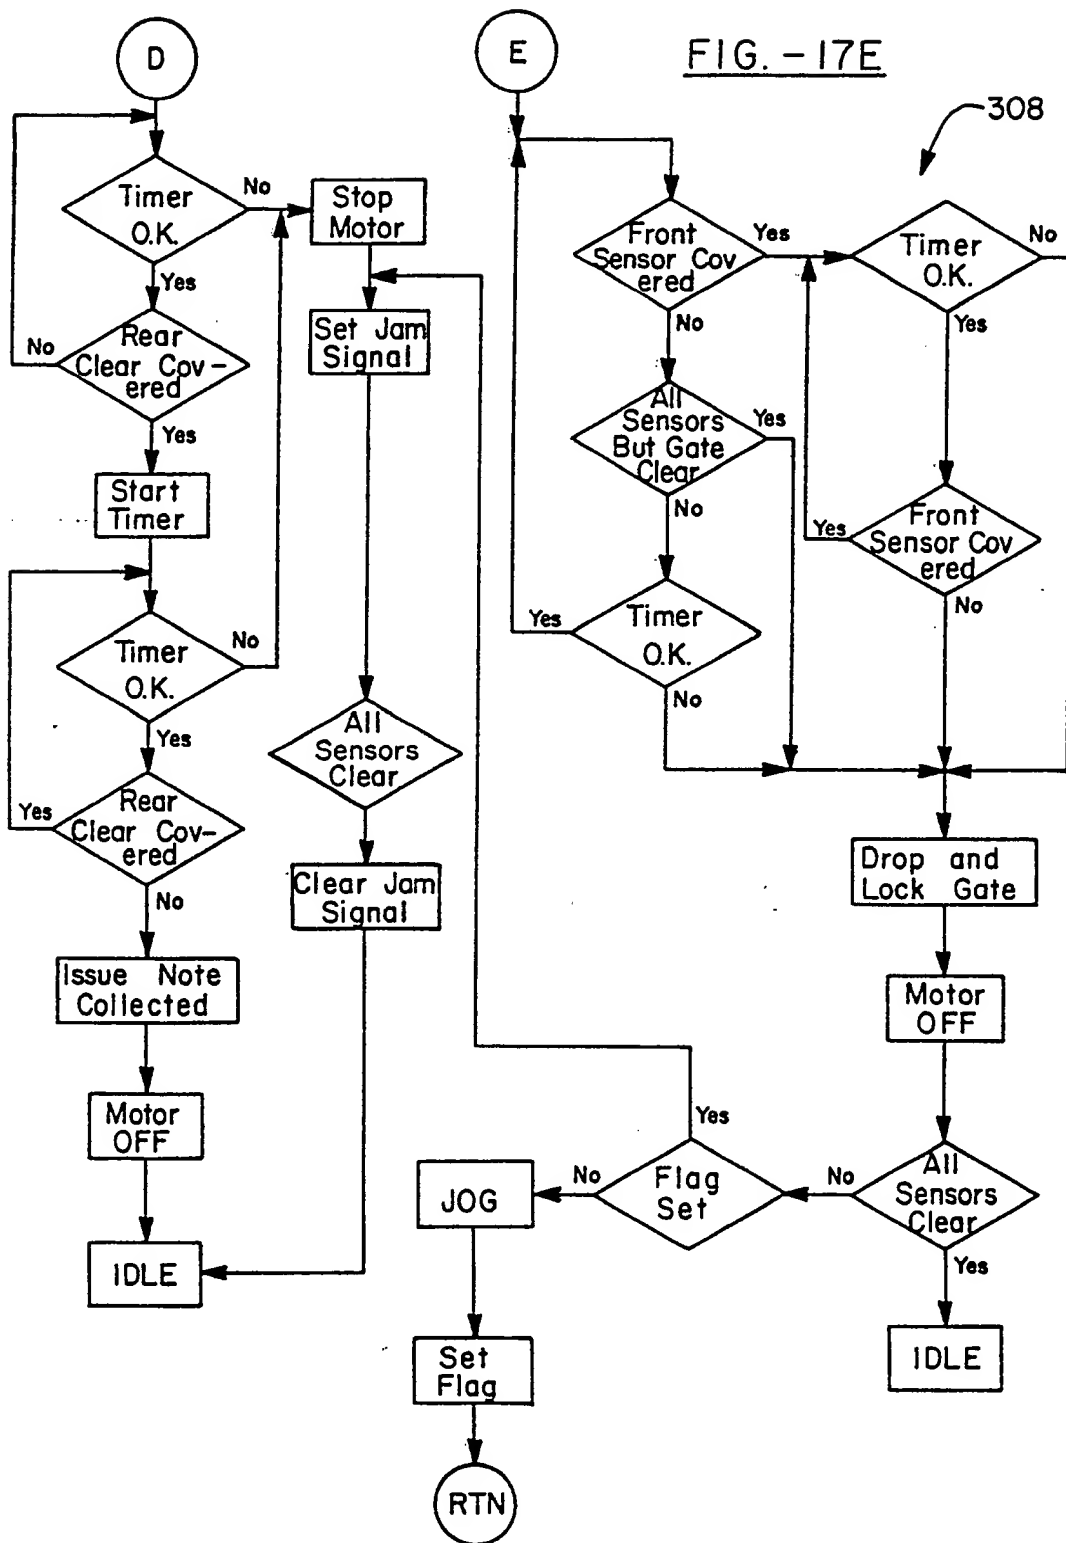 D
E
FIG. - 17E
308
Timer
O.K.
No
Yes
Rear
Clear Cov-
ered
No
Yes
Start
Timer
Timer
O.K.
No
Yes
Rear
Clear Cov-
ered
Yes
No
Issue Note
Collected
Motor
OFF
IDLE
Stop
Motor
Set Jam
Signal
All
Sensors
Clear
Clear Jam
Signal
Front
Sensor Cov
ered
Yes
No
All
Sensors
But Gate
Clear
Yes
No
Timer
O.K.
Yes
No
Timer
O.K.
No
Yes
Front
Sensor Cov
ered
Yes
No
Drop and
Lock Gate
Motor
OFF
All
Sensors
Clear
No
Yes
IDLE
Flag
Set
Yes
No
JOG
Set
Flag
RTN